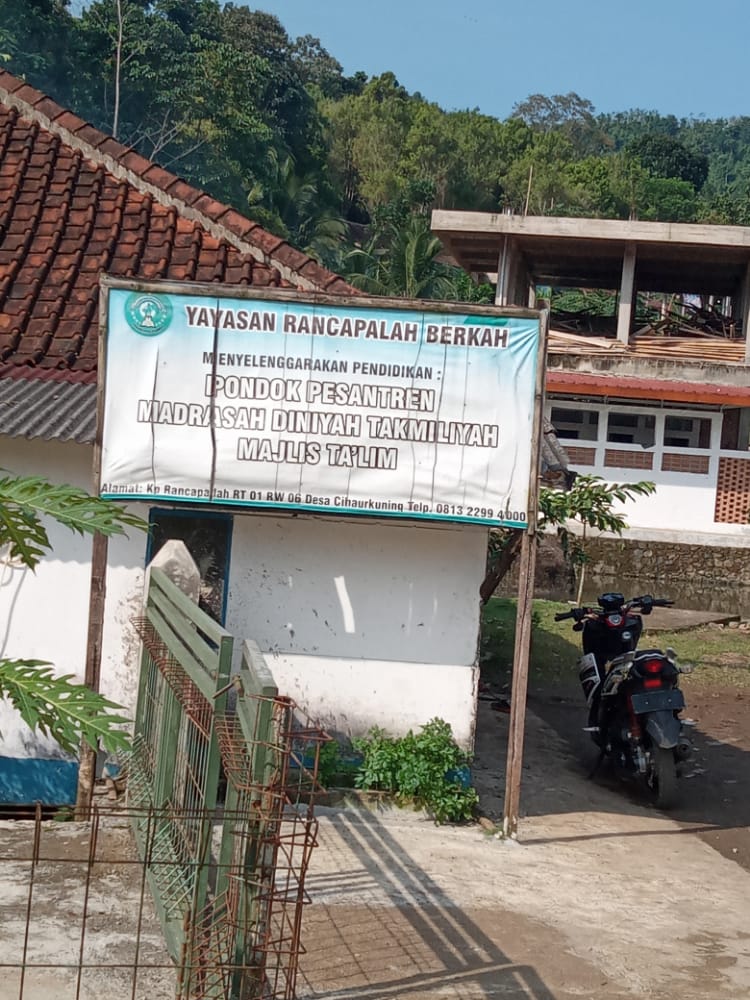 YAYASAN RANCAPALAH BERKAH
MENYELENGGARAKAN PENDIDIKAN :
PONDOK PESANTREN
MADRASAH DINIYAH TAKMILIYAH
MAJLIS TA'LIM
Alamat: Kp Rancapalah RT 01 RW 06 Desa Cihaurkuning Telp. 0813 2299 4000